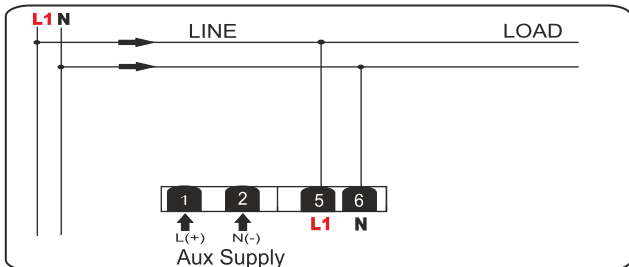 L1 N
LINE LOAD
1 2 5 6
L(+) N(-) L1 N
Aux Supply